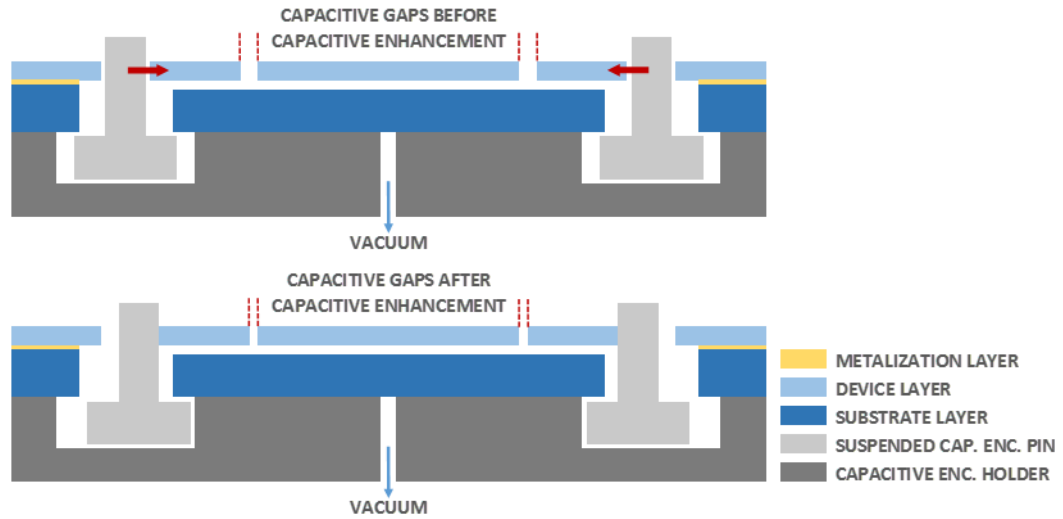 CAPACITIVE GAPS BEFORE
CAPACITIVE ENHANCEMENT
VACUUM
CAPACITIVE GAPS AFTER
CAPACITIVE ENHANCEMENT
VACUUM
METALIZATION LAYER
DEVICE LAYER
SUBSTRATE LAYER
SUSPENDED CAP. ENC. PIN
CAPACITIVE ENC. HOLDER